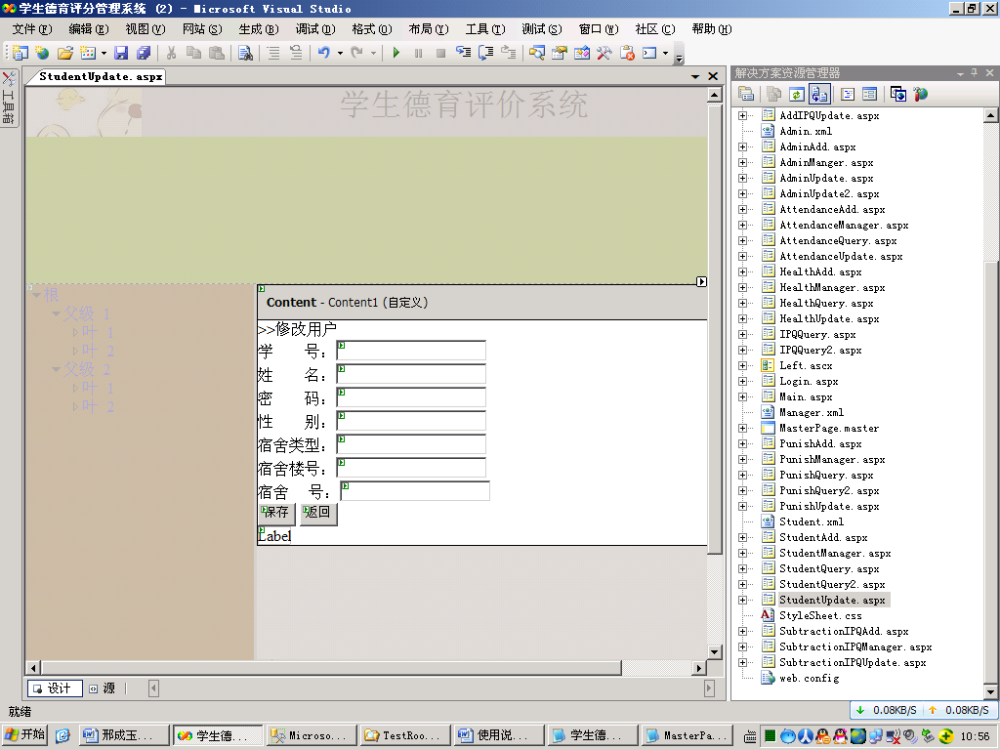 学生德育评分管理系统 (2) - Microsoft Visual Studio
文件(F) 编辑(E) 视图(V) 网站(S) 生成(B) 调试(D) 格式(O) 布局(Y) 工具(T) 测试(S) 窗口(W) 社区(C) 帮助(H)
工具箱
StudentUpdate.aspx
学生德育评价系统
根
父级 1
叶 1
叶 2
父级 2
叶 1
叶 2
Content - Content1 (自定义)
>>修改用户
学 号:
姓 名:
密 码:
性 别:
宿舍类型:
宿舍楼号:
宿舍 号:
保存 返回
Label
设计 源
就绪
解决方案资源管理器
AddIPQUpdate.aspx
Admin.xml
AdminAdd.aspx
AdminManger.aspx
AdminUpdate.aspx
AdminUpdate2.aspx
AttendanceAdd.aspx
AttendanceManager.aspx
AttendanceQuery.aspx
AttendanceUpdate.aspx
HealthAdd.aspx
HealthManager.aspx
HealthQuery.aspx
HealthUpdate.aspx
IPQQuery.aspx
IPQQuery2.aspx
Left.ascx
Login.aspx
Main.aspx
Manager.xml
MasterPage.master
PunishAdd.aspx
PunishManager.aspx
PunishQuery.aspx
PunishQuery2.aspx
PunishUpdate.aspx
Student.xml
StudentAdd.aspx
StudentManager.aspx
StudentQuery.aspx
StudentQuery2.aspx
StudentUpdate.aspx
StyleSheet.css
SubtractionIPQAdd.aspx
SubtractionIPQManager.aspx
SubtractionIPQUpdate.aspx
web.config
0.08KB/S 0.08KB/S
开始 邢成玉... 学生德... Microso... TestRoo... 使用说... 学生德... MasterPa... 10:56